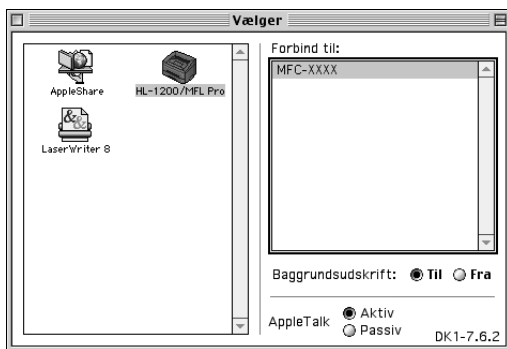 Vælger
AppleShare
HL-1200/MFL Pro
LaserWriter 8
Forbind til:
MFC-XXXX
Baggrundsudskrift: Til Fra
AppleTalk Aktiv
Passiv
DK1-7.6.2